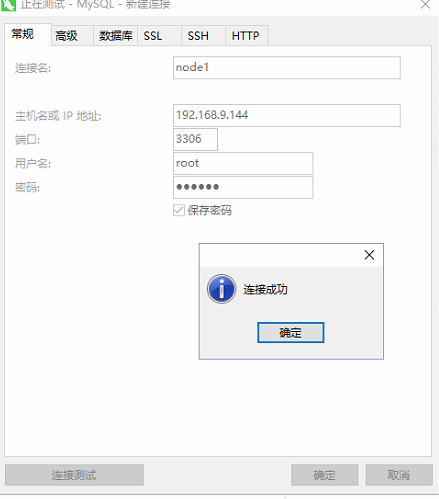 正在测试 - MySQL - 新建连接
常规 高级 数据库 SSL SSH HTTP
连接名: node1
主机名或 IP 地址: 192.168.9.144
端口: 3306
用户名: root
密码: ●●●●●●
保存密码
连接成功
确定
连接测试 确定 取消